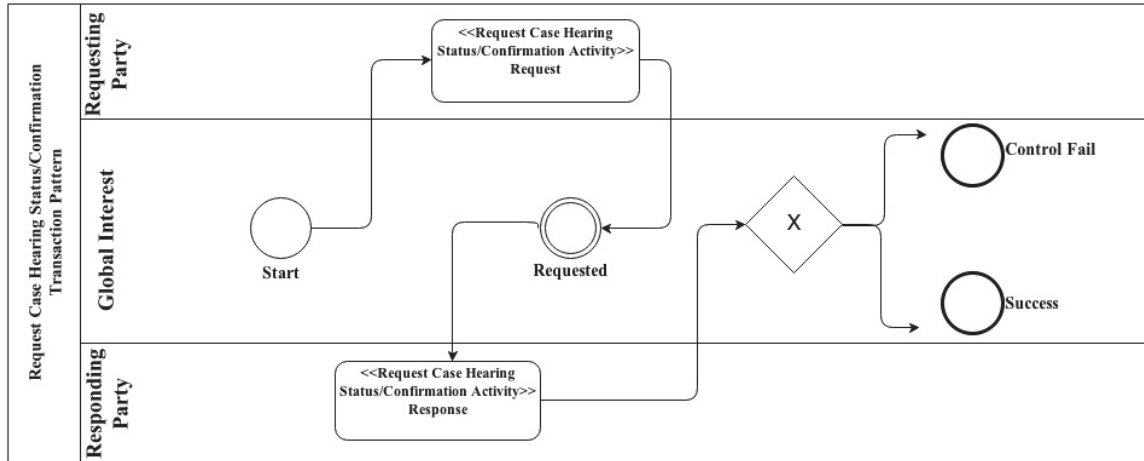 Request Case Hearing Status/Confirmation
Transaction Pattern
Requesting
Party
<<Request Case Hearing
Status/Confirmation Activity>>
Request
Global Interest
Start
Requested
X
Control Fail
Success
Responding
Party
<<Request Case Hearing
Status/Confirmation Activity>>
Response